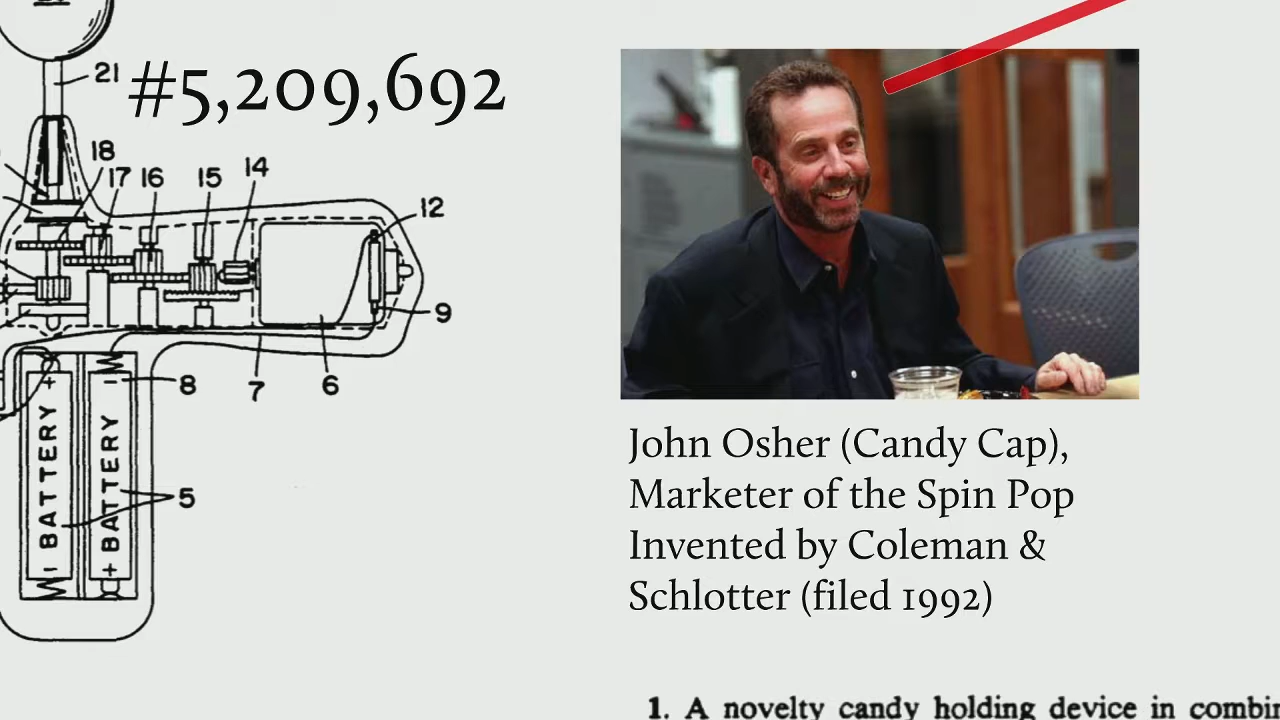 21
#5,209,692
18
17
16
15
14
12
9
8
7
6
- BATTERY +
+ BATTERY -
5
John Osher (Candy Cap),
Marketer of the Spin Pop
Invented by Coleman &
Schlotter (filed 1992)
1. A novelty candy holding device in combin